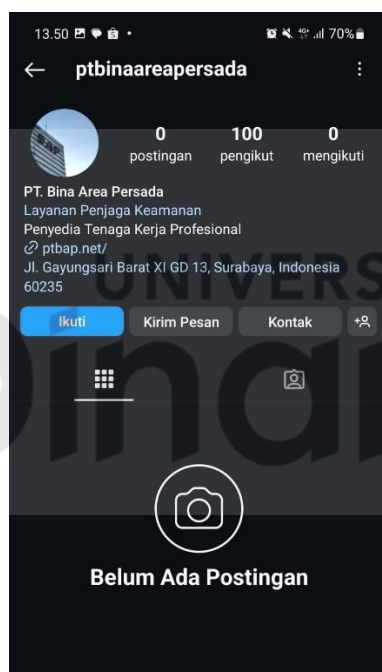 13.50
70%
ptbinaareapersada
0 100 0
postingan pengikut mengikuti
PT. Bina Area Persada
Layanan Penjaga Keamanan
Penyedia Tenaga Kerja Profesional
ptbap.net/
Jl. Gayungsari Barat XI GD 13, Surabaya, Indonesia
60235
UNIVERS
Ikuti Kirim Pesan Kontak
Belum Ada Postingan